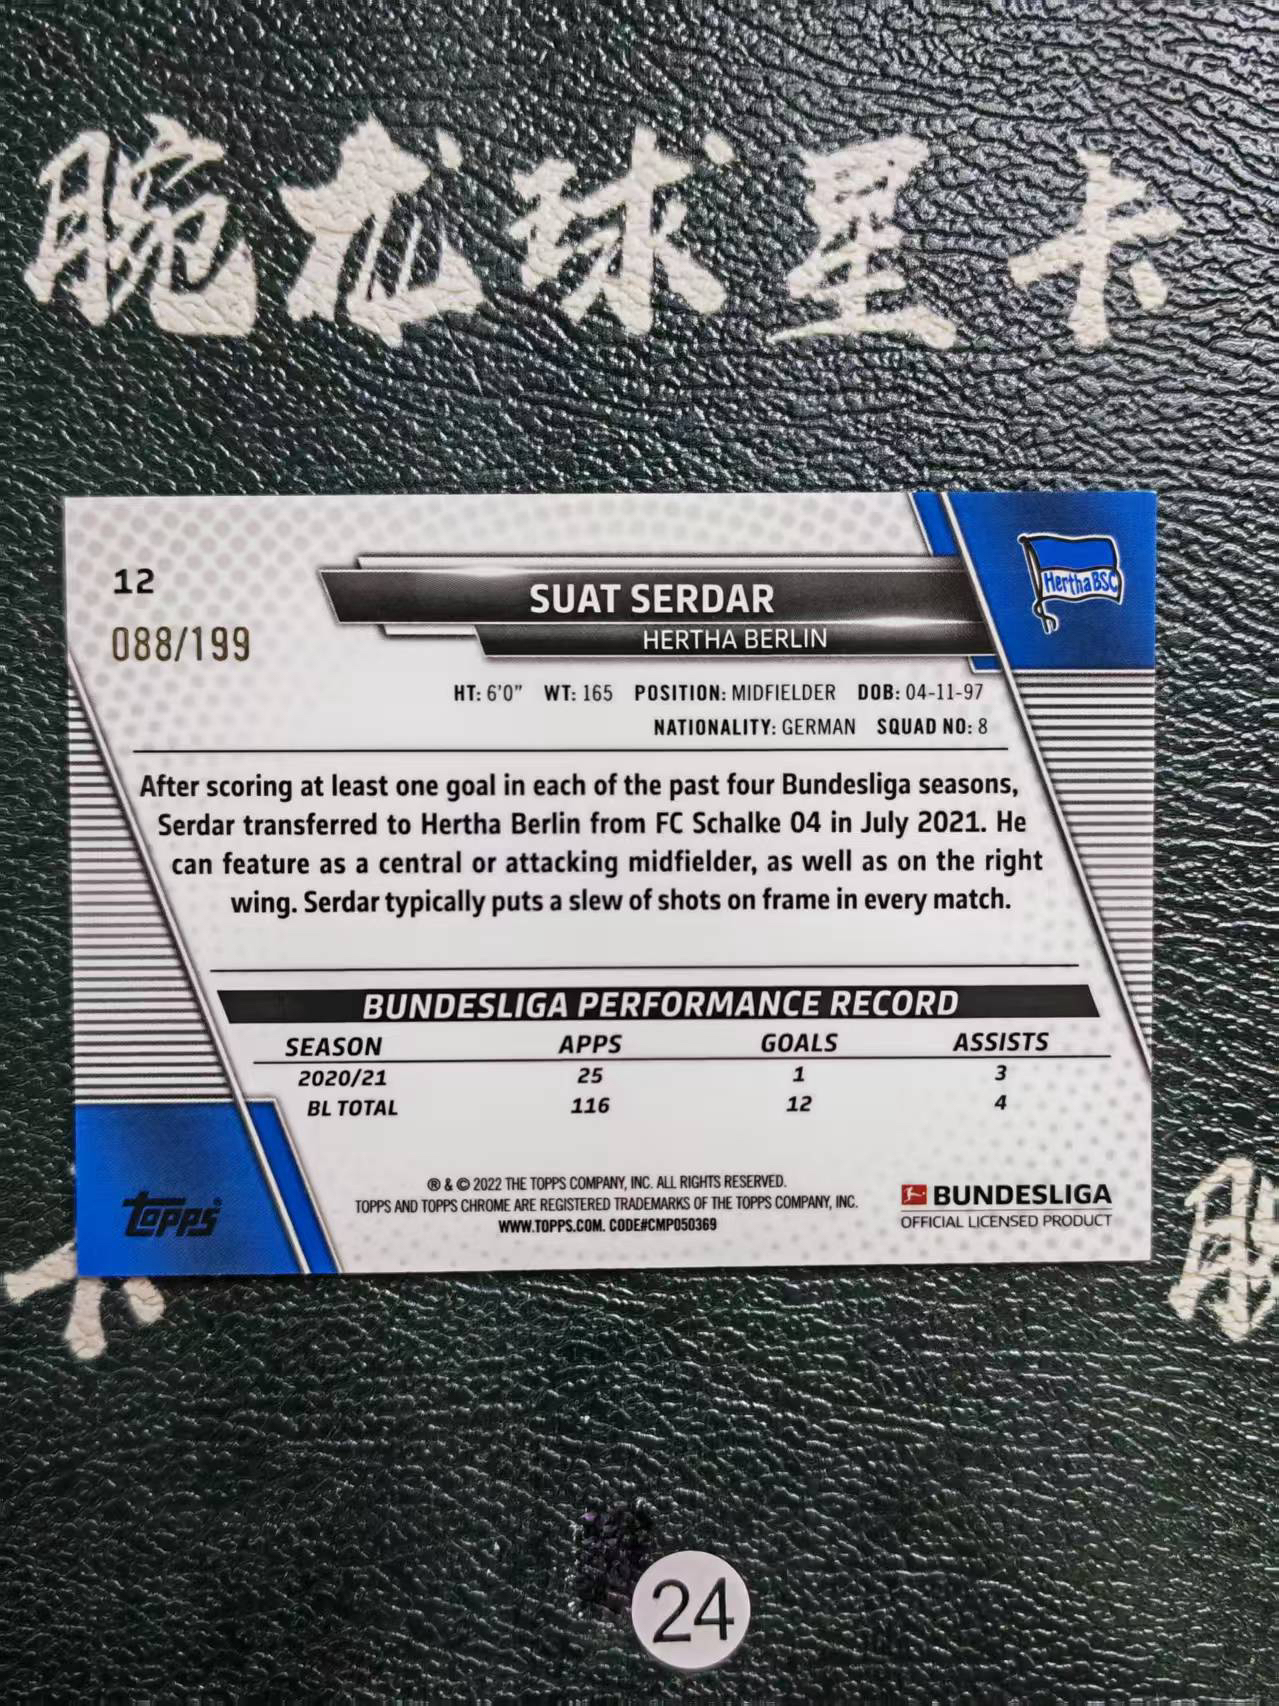 腕龙球星卡
12
088/199
SUAT SERDAR
HERTHA BERLIN
Hertha BSC
HT: 6'0" WT: 165 POSITION: MIDFIELDER DOB: 04-11-97
NATIONALITY: GERMAN SQUAD NO: 8
After scoring at least one goal in each of the past four Bundesliga seasons,
Serdar transferred to Hertha Berlin from FC Schalke 04 in July 2021. He
can feature as a central or attacking midfielder, as well as on the right
wing. Serdar typically puts a slew of shots on frame in every match.
BUNDESLIGA PERFORMANCE RECORD
SEASON APPS GOALS ASSISTS
2020/21 25 1 3
BL TOTAL 116 12 4
® & © 2022 THE TOPPS COMPANY, INC. ALL RIGHTS RESERVED.
TOPPS AND TOPPS CHROME ARE REGISTERED TRADEMARKS OF THE TOPPS COMPANY, INC.
WWW.TOPPS.COM. CODE#CMP050369
Topps®
BUNDESLIGA
OFFICIAL LICENSED PRODUCT
卡
24